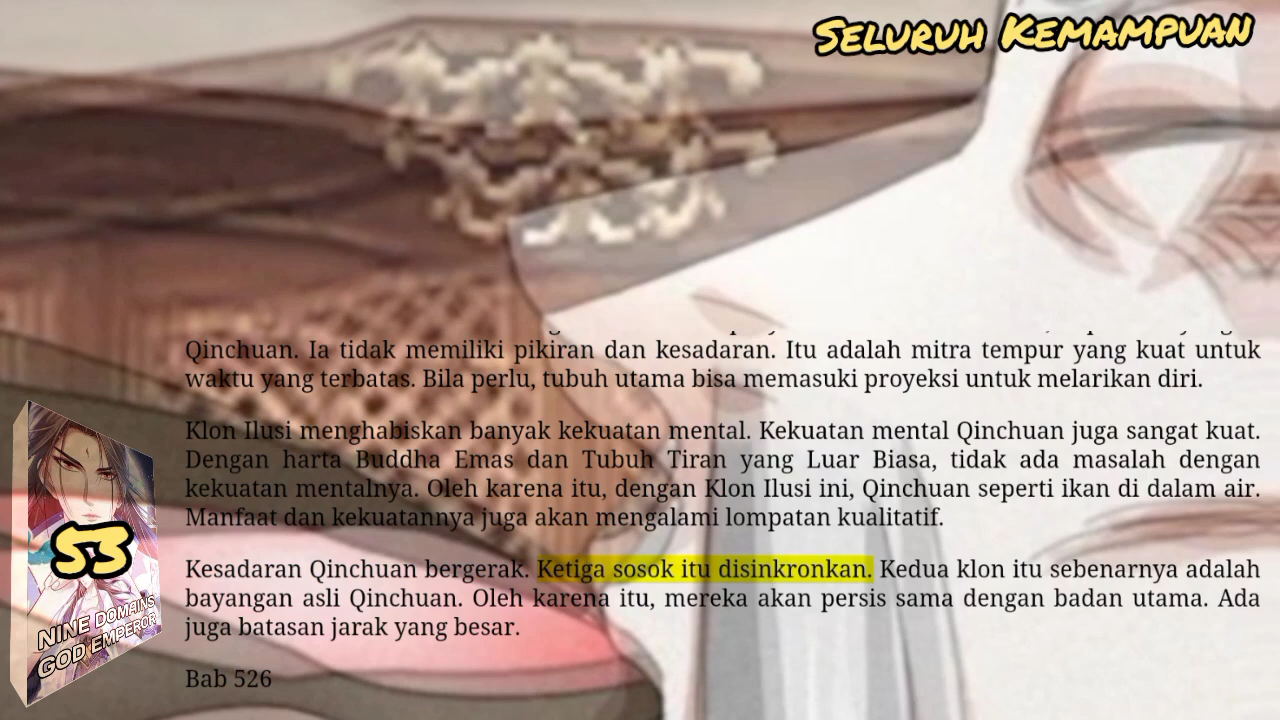 Seluruh Kemampuan
Qinchuan. Ia tidak memiliki pikiran dan kesadaran. Itu adalah mitra tempur yang kuat untuk
waktu yang terbatas. Bila perlu, tubuh utama bisa memasuki proyeksi untuk melarikan diri.
Klon Ilusi menghabiskan banyak kekuatan mental. Kekuatan mental Qinchuan juga sangat kuat.
Dengan harta Buddha Emas dan Tubuh Tiran yang Luar Biasa, tidak ada masalah dengan
kekuatan mentalnya. Oleh karena itu, dengan Klon Ilusi ini, Qinchuan seperti ikan di dalam air.
Manfaat dan kekuatannya juga akan mengalami lompatan kualitatif.
Kesadaran Qinchuan bergerak. Ketiga sosok itu disinkronkan. Kedua klon itu sebenarnya adalah
bayangan asli Qinchuan. Oleh karena itu, mereka akan persis sama dengan badan utama. Ada
juga batasan jarak yang besar.
Bab 526
53
NINE DOMAINS
GOD EMPEROR